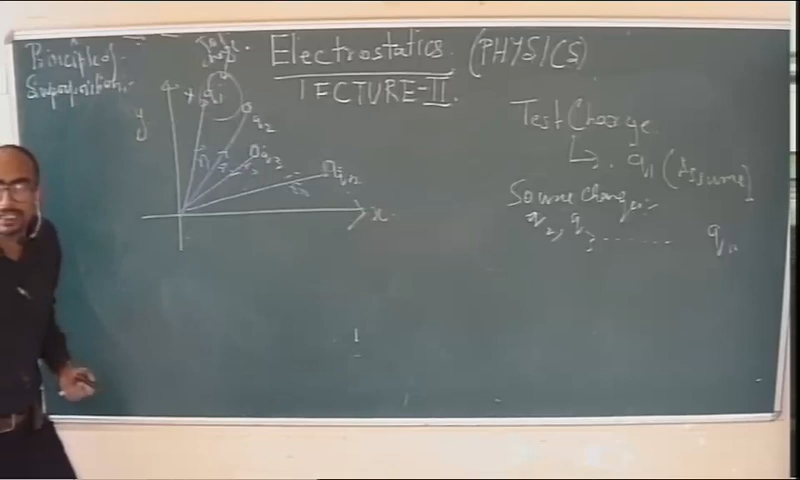 Principle of
Superposition.
Electrostatics. (PHYSICS)
LECTURE-II.
y
+ q1
q2
q3
qn
x
Test Charge
q1 (Assume)
Source charges:-
q2, q3 ........ qn